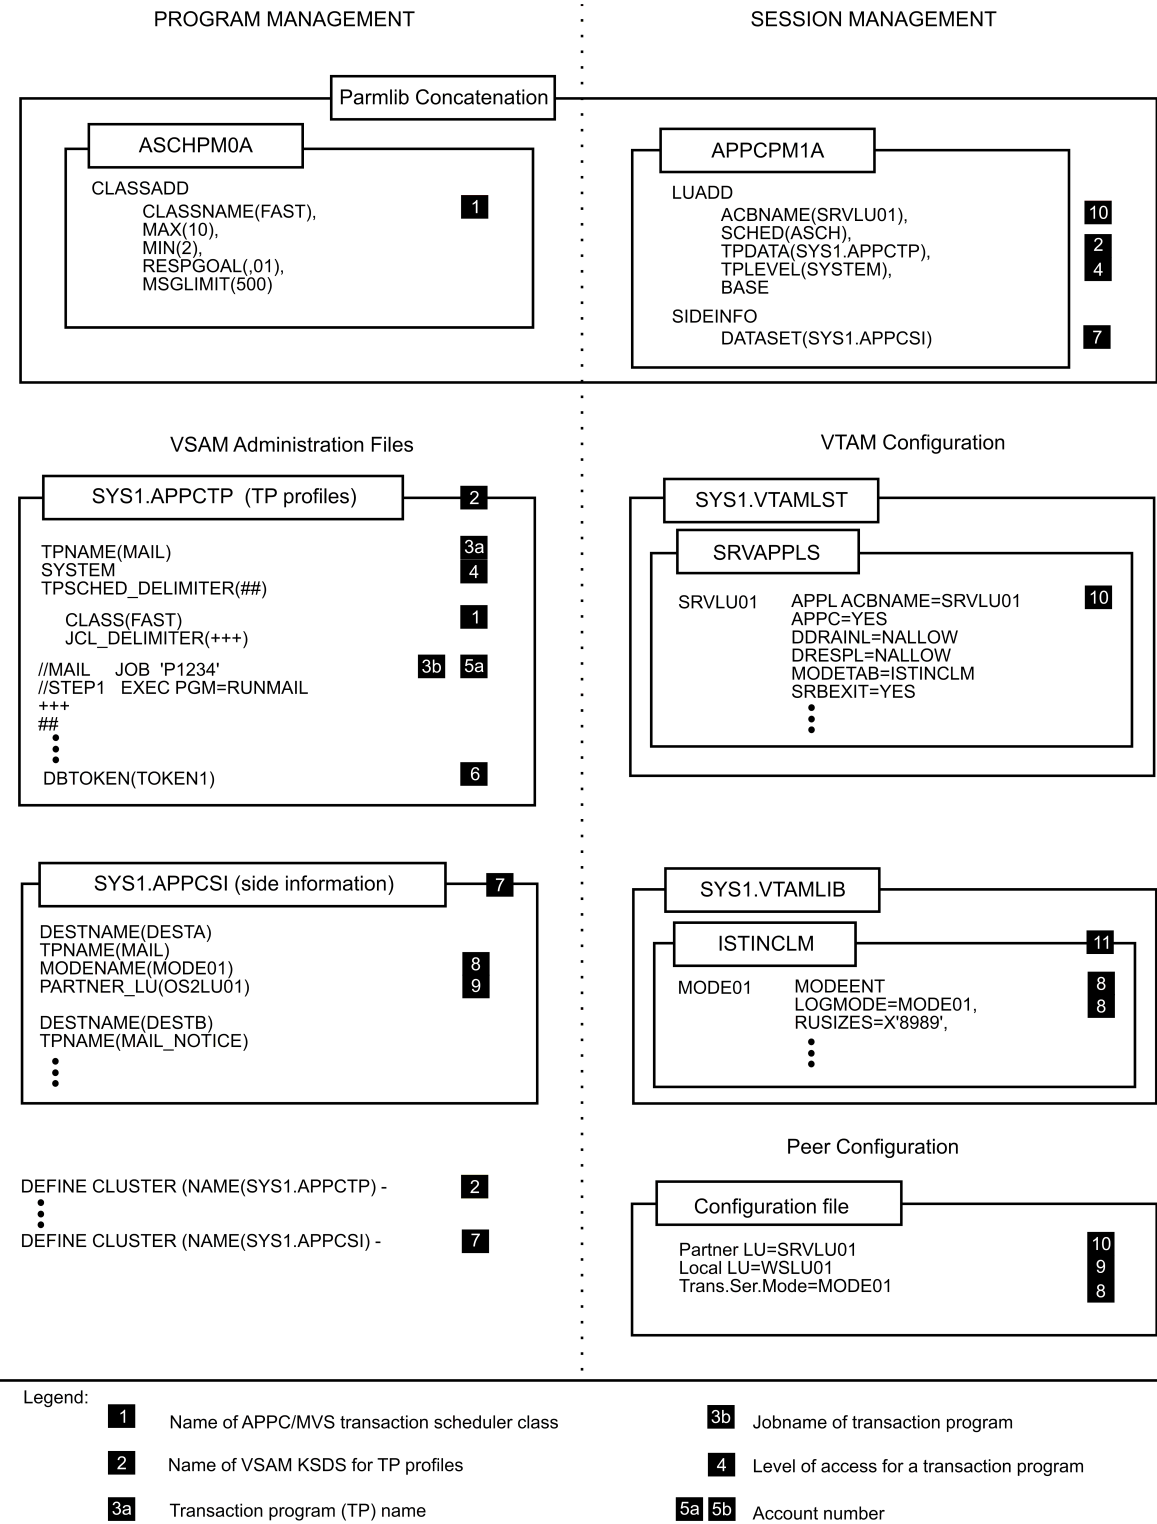 PROGRAM MANAGEMENT
SESSION MANAGEMENT
Parmlib Concatenation
ASCHPM0A
CLASSADD
CLASSNAME(FAST), 1
MAX(10),
MIN(2),
RESPGOAL(,01),
MSGLIMIT(500)
APPCPM1A
LUADD
ACBNAME(SRVLU01), 10
SCHED(ASCH),
TPDATA(SYS1.APPCTP), 2
TPLEVEL(SYSTEM), 4
BASE
SIDEINFO
DATASET(SYS1.APPCSI) 7
VSAM Administration Files
SYS1.APPCTP (TP profiles) 2
TPNAME(MAIL) 3a
SYSTEM 4
TPSCHED_DELIMITER(##)
CLASS(FAST) 1
JCL_DELIMITER(+++)
//MAIL JOB 'P1234' 3b 5a
//STEP1 EXEC PGM=RUNMAIL
+++
##
DBTOKEN(TOKEN1) 6
VTAM Configuration
SYS1.VTAMLST
SRVAPPLS
SRVLU01 APPL ACBNAME=SRVLU01 10
APPC=YES
DDRAINL=NALLOW
DRESPL=NALLOW
MODETAB=ISTINCLM
SRBEXIT=YES
SYS1.APPCSI (side information) 7
DESTNAME(DESTA)
TPNAME(MAIL)
MODENAME(MODE01) 8
PARTNER_LU(OS2LU01) 9
DESTNAME(DESTB)
TPNAME(MAIL_NOTICE)
SYS1.VTAMLIB
ISTINCLM 11
MODE01 MODEENT 8
LOGMODE=MODE01, 8
RUSIZES=X'8989',
DEFINE CLUSTER (NAME(SYS1.APPCTP) - 2
DEFINE CLUSTER (NAME(SYS1.APPCSI) - 7
Peer Configuration
Configuration file
Partner LU=SRVLU01 10
Local LU=WSLU01 9
Trans.Ser.Mode=MODE01 8
Legend:
1 Name of APPC/MVS transaction scheduler class
2 Name of VSAM KSDS for TP profiles
3a Transaction program (TP) name
3b Jobname of transaction program
4 Level of access for a transaction program
5a 5b Account number